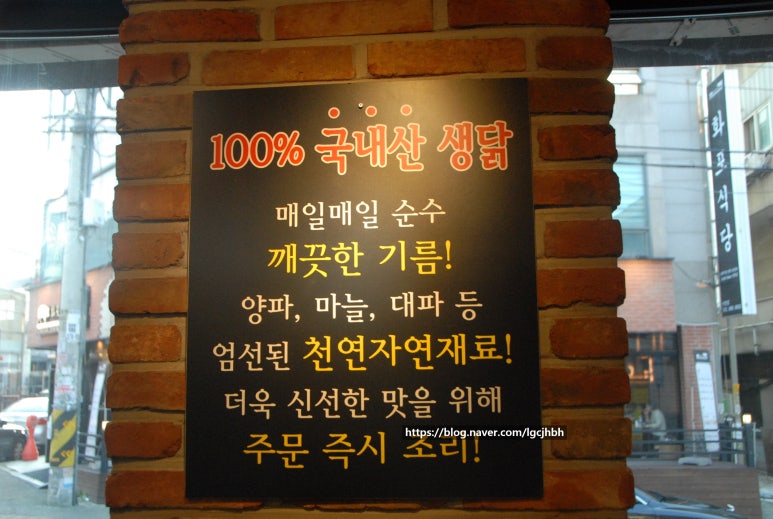 100% 국내산 생닭
매일매일 순수
깨끗한 기름!
양파, 마늘, 대파 등
엄선된 천연자연재료!
더욱 신선한 맛을 위해
주문 즉시 조리!
https://blog.naver.com/lgcjhbh
화포식당